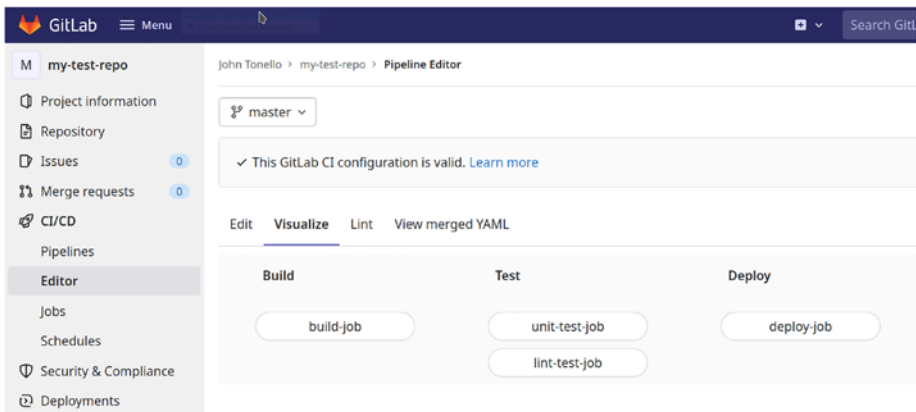 GitLab Menu Search GitL
M my-test-repo
John Tonello > my-test-repo > Pipeline Editor
Project information
master
Repository
Issues 0
This GitLab CI configuration is valid. Learn more
Merge requests 0
CI/CD
Edit Visualize Lint View merged YAML
Pipelines
Build Test Deploy
Editor
Jobs
build-job unit-test-job deploy-job
Schedules
lint-test-job
Security & Compliance
Deployments